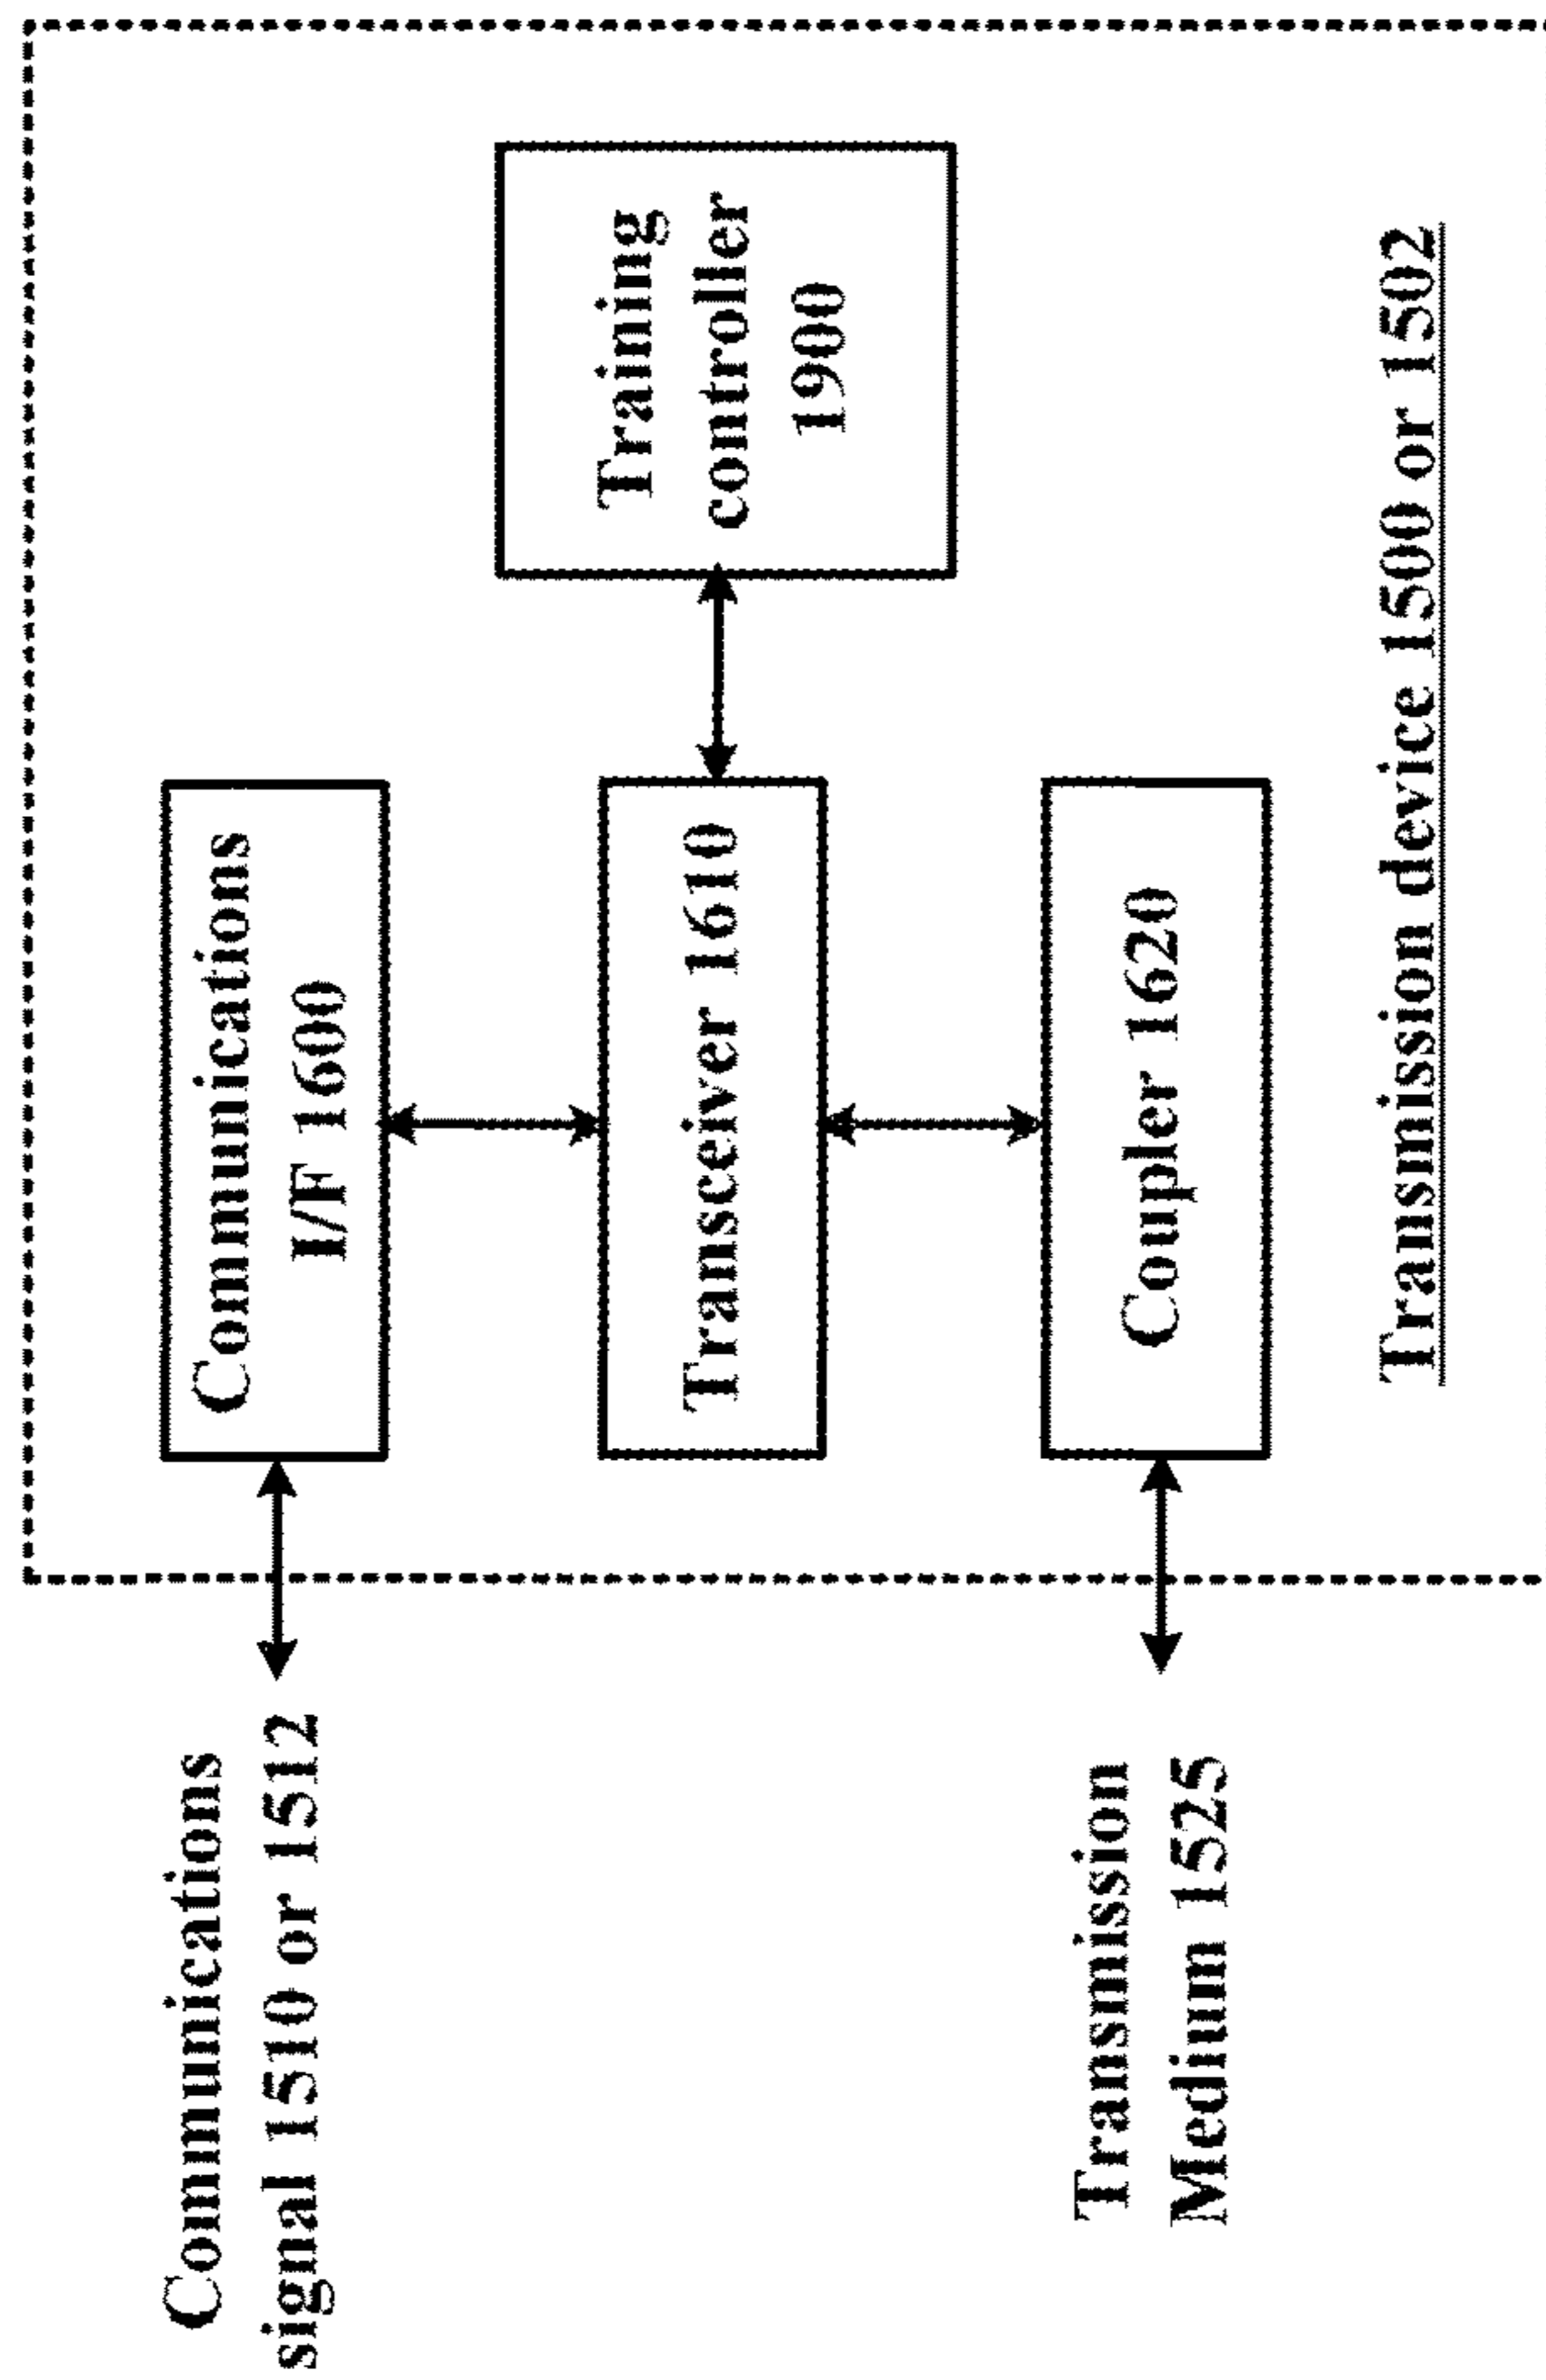 Communications
signal 1510 or 1512
Communications
I/F 1600
Transceiver 1610
Training
controller
1900
Transmission
Medium 1525
Coupler 1620
Transmission device 1500 or 1502